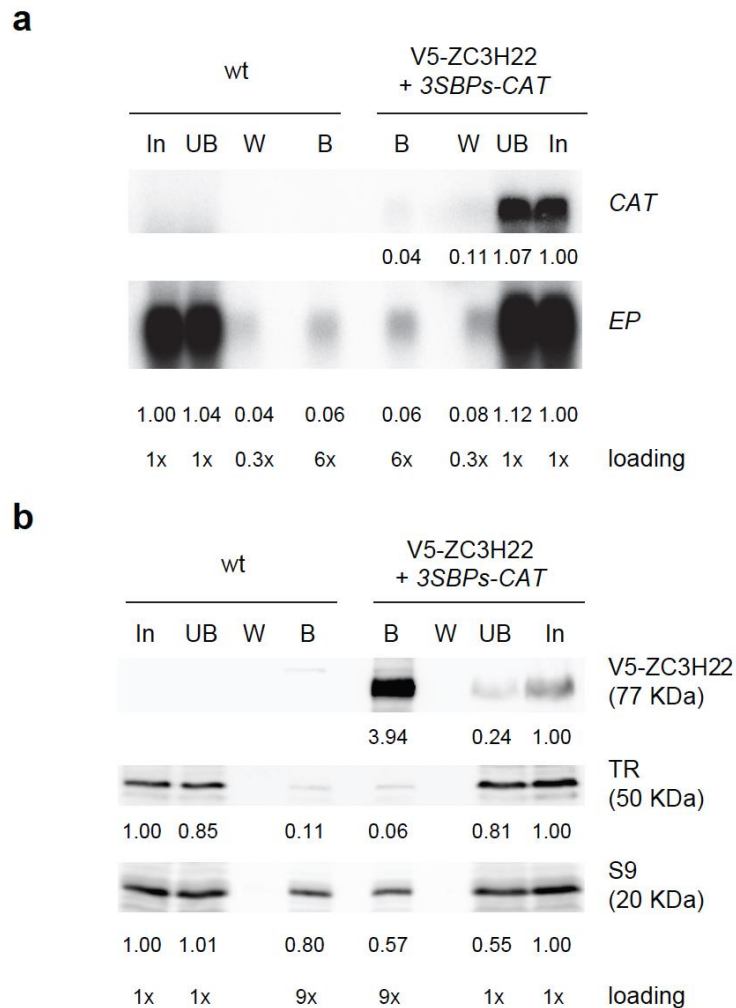 a
wt
V5-ZC3H22
+ 3SBPs-CAT
In UB W B B W UB In
CAT
0.04 0.11 1.07 1.00
EP
1.00 1.04 0.04 0.06 0.06 0.08 1.12 1.00
1x 1x 0.3x 6x 6x 0.3x 1x 1x loading
b
wt
V5-ZC3H22
+ 3SBPs-CAT
In UB W B B W UB In
V5-ZC3H22
(77 KDa)
3.94 0.24 1.00
TR
(50 KDa)
1.00 0.85 0.11 0.06 0.81 1.00
S9
(20 KDa)
1.00 1.01 0.80 0.57 0.55 1.00
1x 1x 9x 9x 1x 1x loading